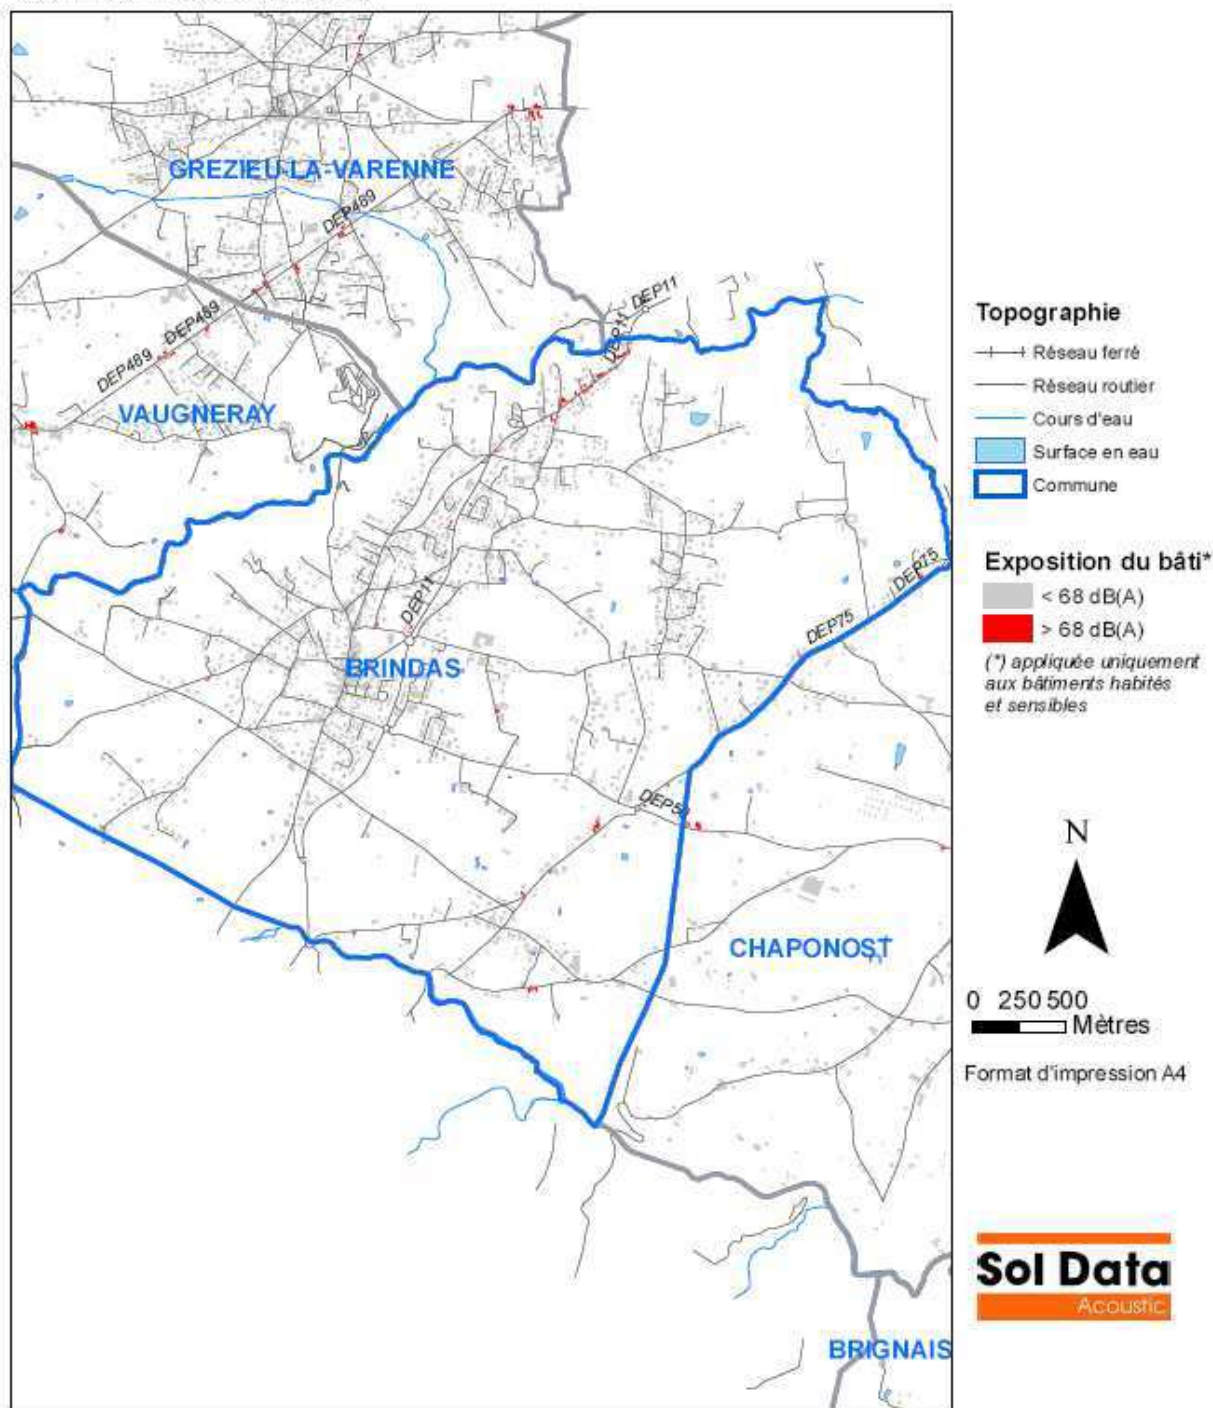 GREZIEU-LA-VARENNE
DEP489
DEP11
DEP11
DEP489
DEP489
VAUGNERAY
DEP75
DEP75
DEP11
BRINDAS
DEP50
CHAPONOST
BRIGNAIS
Topographie
Réseau ferré
Réseau routier
Cours d'eau
Surface en eau
Commune
Exposition du bâti*
< 68 dB(A)
> 68 dB(A)
(*) appliquée uniquement
aux bâtiments habités
et sensibles
N
0 250 500
Mètres
Format d'impression A4
Sol Data
Acoustic